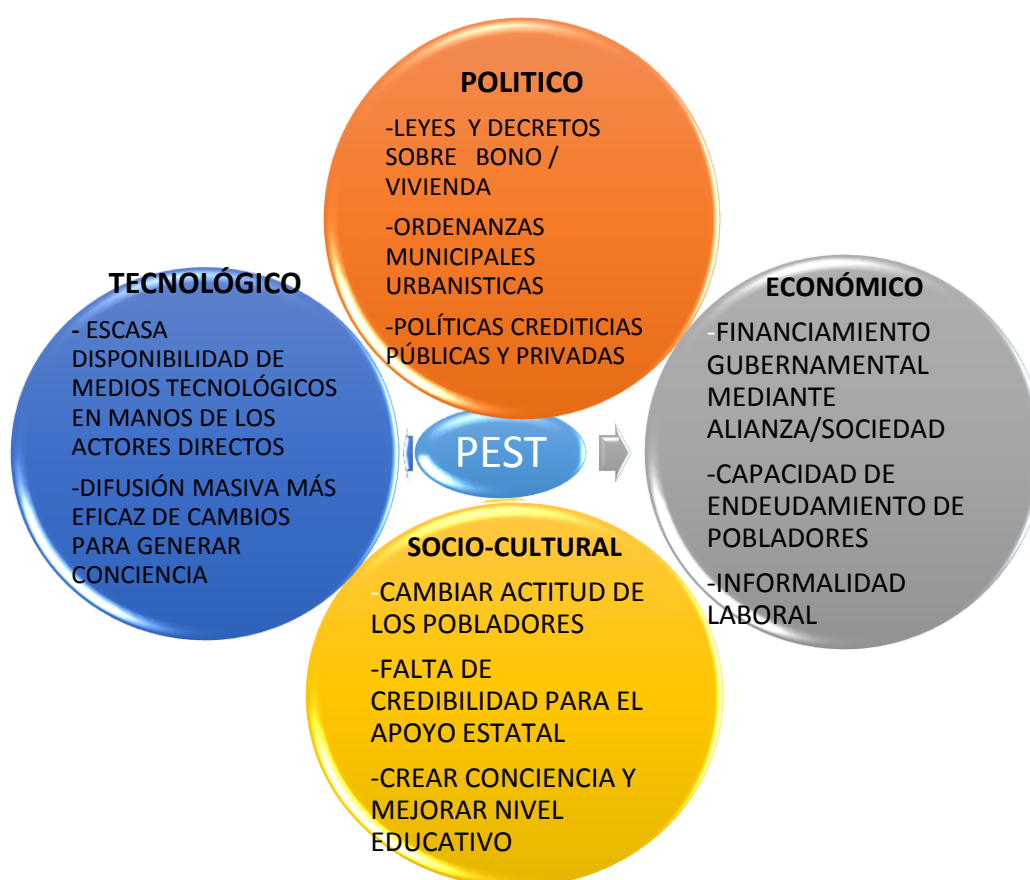 POLITICO
-LEYES Y DECRETOS
SOBRE BONO /
VIVIENDA
-ORDENANZAS
MUNICIPALES
URBANISTICAS
-POLÍTICAS CREDITICIAS
PÚBLICAS Y PRIVADAS
TECNOLÓGICO
- ESCASA
DISPONIBILIDAD DE
MEDIOS TECNOLÓGICOS
EN MANOS DE LOS
ACTORES DIRECTOS
-DIFUSIÓN MASIVA MÁS
EFICAZ DE CAMBIOS
PARA GENERAR
CONCIENCIA
PEST
ECONÓMICO
-FINANCIAMIENTO
GUBERNAMENTAL
MEDIANTE
ALIANZA/SOCIEDAD
-CAPACIDAD DE
ENDEUDAMIENTO DE
POBLADORES
-INFORMALIDAD
LABORAL
SOCIO-CULTURAL
-CAMBIAR ACTITUD DE
LOS POBLADORES
-FALTA DE
CREDIBILIDAD PARA EL
APOYO ESTATAL
-CREAR CONCIENCIA Y
MEJORAR NIVEL
EDUCATIVO